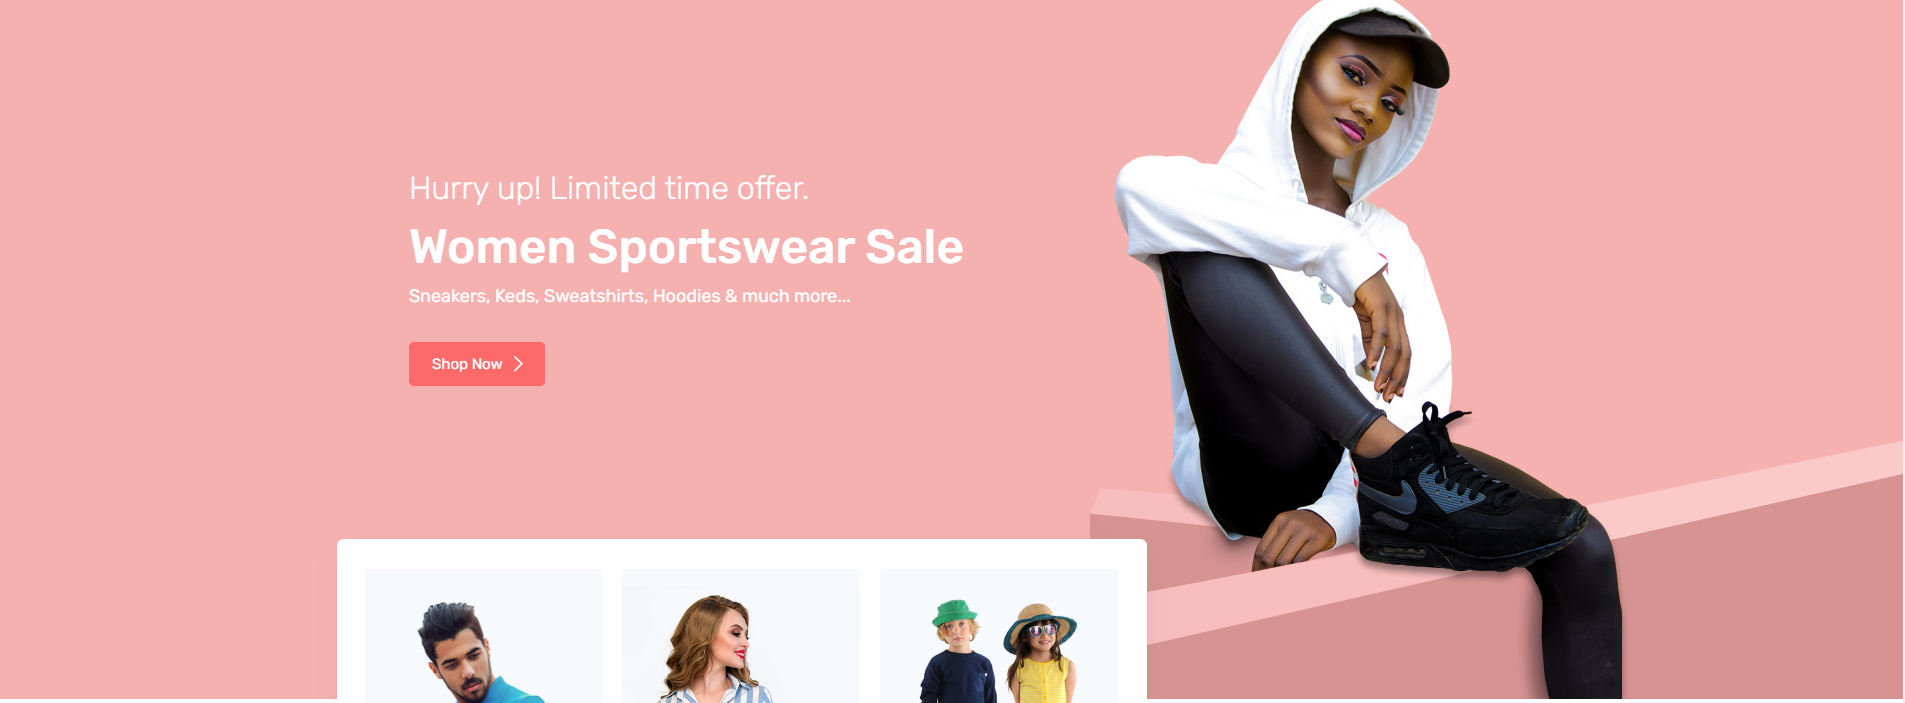 Hurry up! Limited time offer.
Women Sportswear Sale
Sneakers, Keds, Sweatshirts, Hoodies & much more...
Shop Now